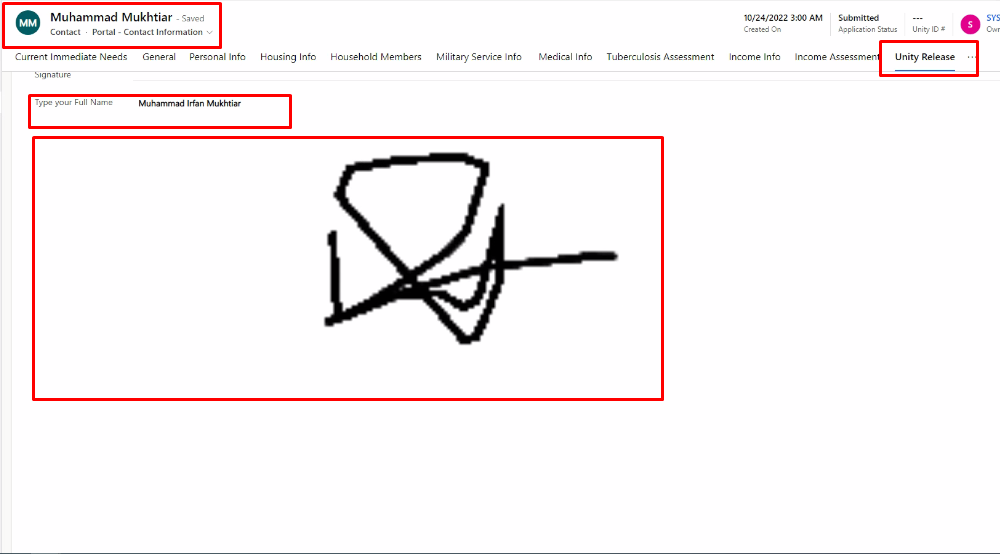 MM Muhammad Mukhtiar - Saved
Contact · Portal - Contact Information
10/24/2022 3:00 AM
Created On
Submitted
Application Status
---
Unity ID #
S
SYS
Own
Current Immediate Needs General Personal Info Housing Info Household Members Military Service Info Medical Info Tuberculosis Assessment Income Info Income Assessment Unity Release ...
Signature
Type your Full Name Muhammad Irfan Mukhtiar